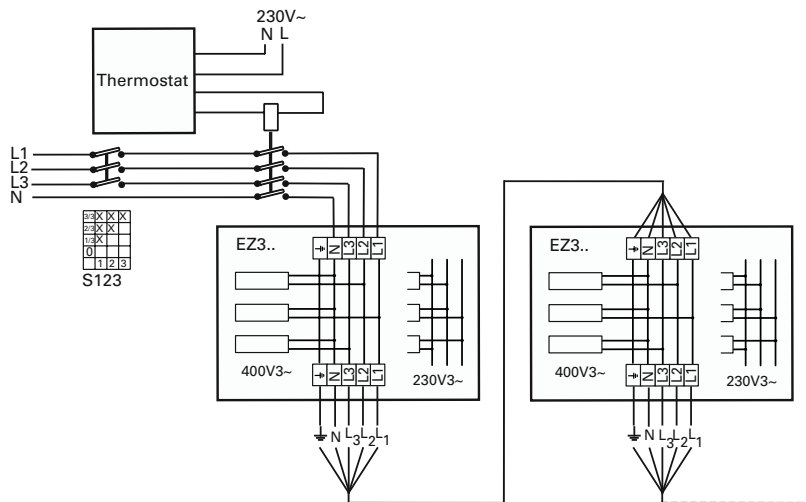 230V~
N L
Thermostat
L1
L2
L3
N
3/3 X X X
2/3 X X
1/3 X
0
1 2 3
S123
EZ3..
N L3 L2 L1
400V3~
230V3~
N L3 L2 L1
N L3 L2 L1
EZ3..
N L3 L2 L1
400V3~
230V3~
N L3 L2 L1
N L3 L2 L1